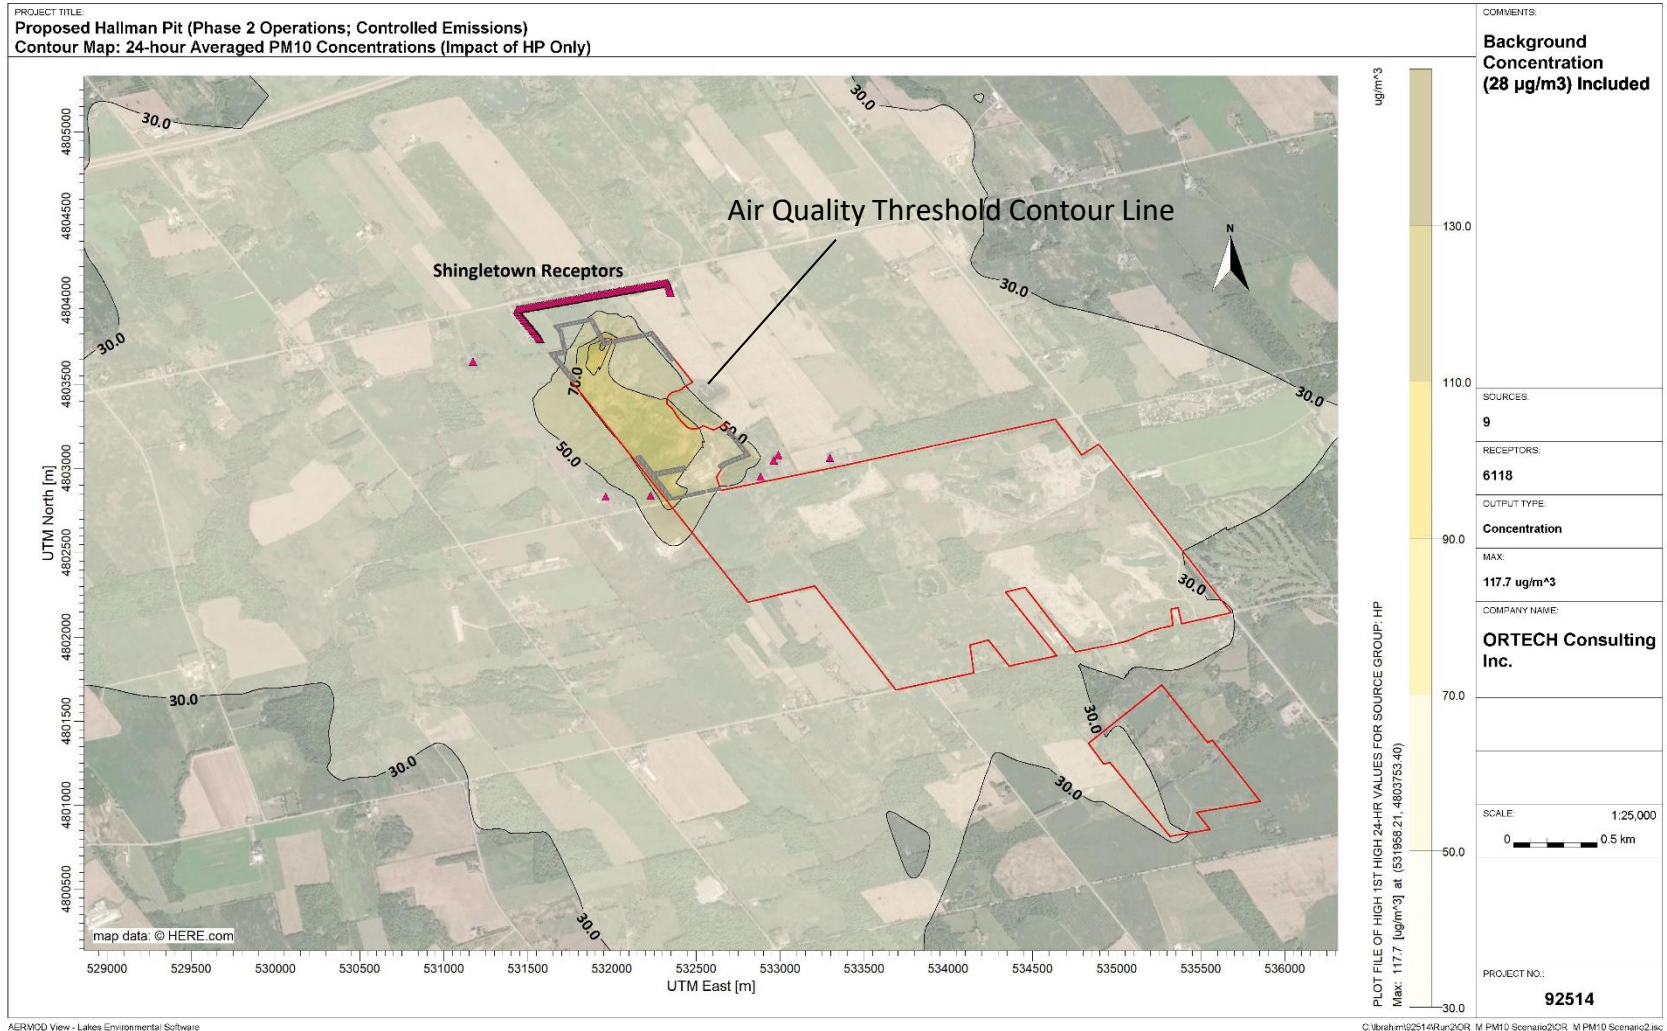 PROJECT TITLE:
Proposed Hallman Pit (Phase 2 Operations; Controlled Emissions)
Contour Map: 24-hour Averaged PM10 Concentrations (Impact of HP Only)
COMMENTS:
Background
Concentration
(28 µg/m3) Included
SOURCES:
9
RECEPTORS:
6118
OUTPUT TYPE:
Concentration
MAX:
117.7 ug/m^3
COMPANY NAME:
ORTECH Consulting
Inc.
SCALE:
1:25,000
0
0.5 km
PROJECT NO.:
92514
Air Quality Threshold Contour Line
Shingletown Receptors
N
30.0
30.0
30.0
30.0
30.0
70.0
50.0
50.0
30.0
30.0
30.0
30.0
30.0
30.0
map data: © HERE.com
UTM North [m]
4805000
4804500
4804000
4803500
4803000
4802500
4802000
4801500
4801000
4800500
529000 529500 530000 530500 531000 531500 532000 532500 533000 533500 534000 534500 535000 535500 536000
UTM East [m]
ug/m^3
130.0
110.0
90.0
70.0
50.0
30.0
PLOT FILE OF HIGH 1ST HIGH 24-HR VALUES FOR SOURCE GROUP: HP
Max: 117.7 [ug/m^3] at (531958.21, 4803753.40)
AERMOD View - Lakes Environmental Software